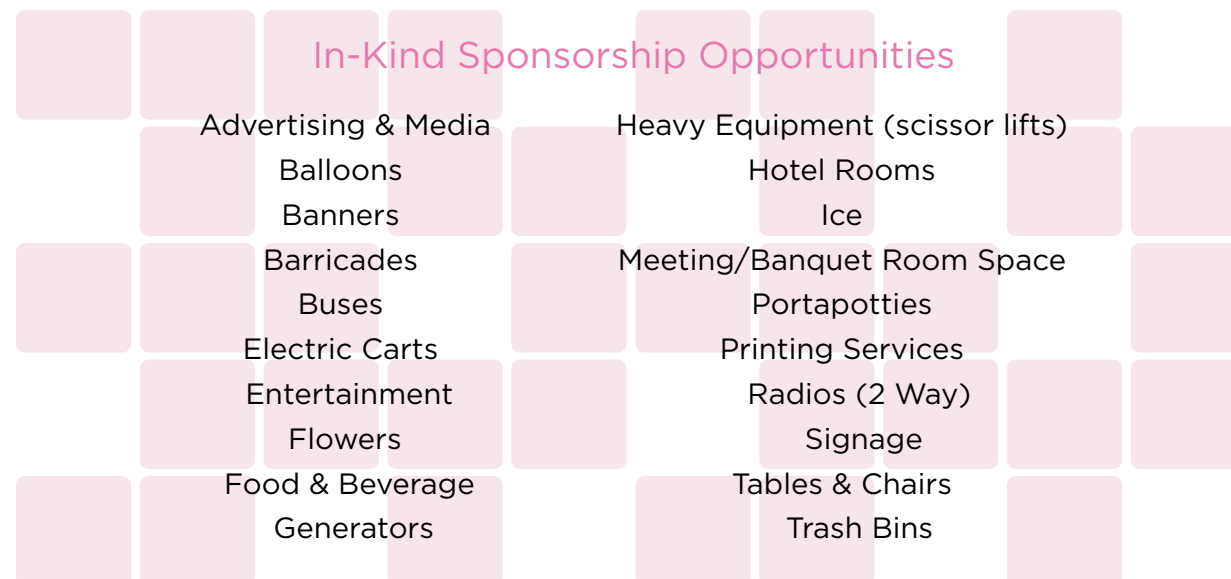 In-Kind Sponsorship Opportunities
Advertising & Media
Balloons
Banners
Barricades
Buses
Electric Carts
Entertainment
Flowers
Food & Beverage
Generators
Heavy Equipment (scissor lifts)
Hotel Rooms
Ice
Meeting/Banquet Room Space
Portapotties
Printing Services
Radios (2 Way)
Signage
Tables & Chairs
Trash Bins